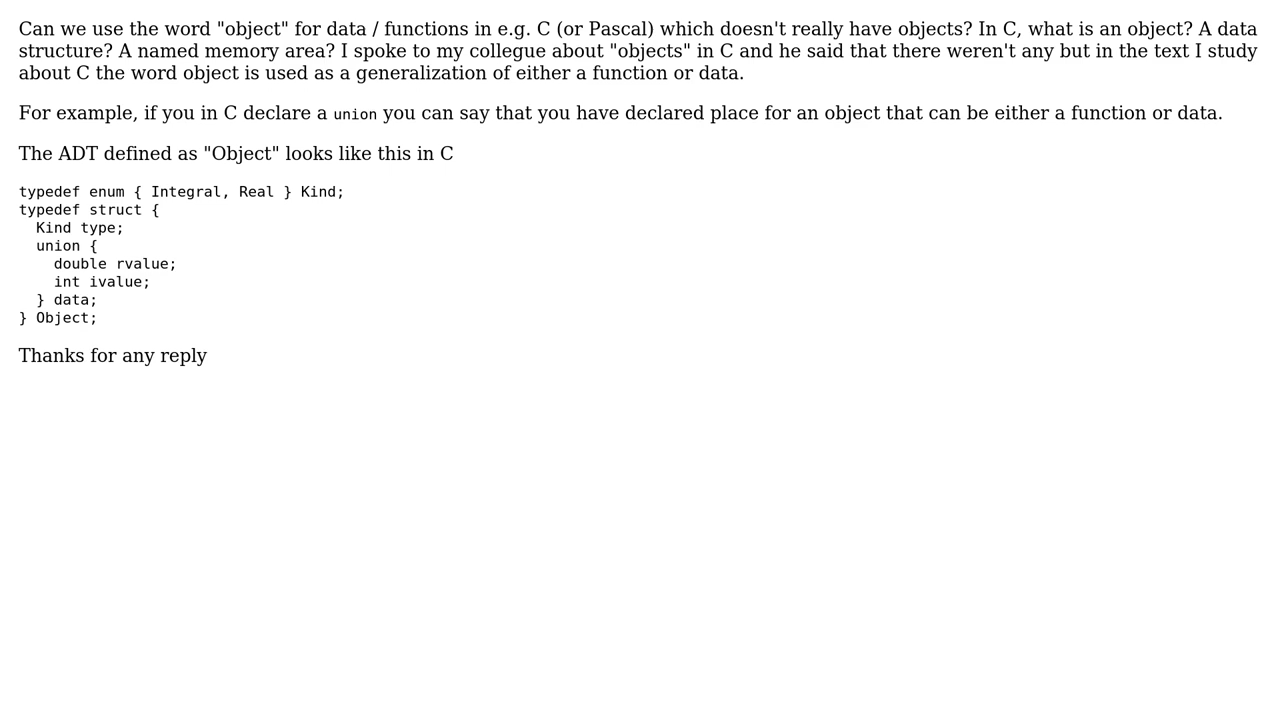 Can we use the word "object" for data / functions in e.g. C (or Pascal) which doesn't really have objects? In C, what is an object? A data
structure? A named memory area? I spoke to my collegue about "objects" in C and he said that there weren't any but in the text I study
about C the word object is used as a generalization of either a function or data.
For example, if you in C declare a union you can say that you have declared place for an object that can be either a function or data.
The ADT defined as "Object" looks like this in C
typedef enum { Integral, Real } Kind;
typedef struct {
  Kind type;
  union {
    double rvalue;
    int ivalue;
  } data;
} Object;
Thanks for any reply